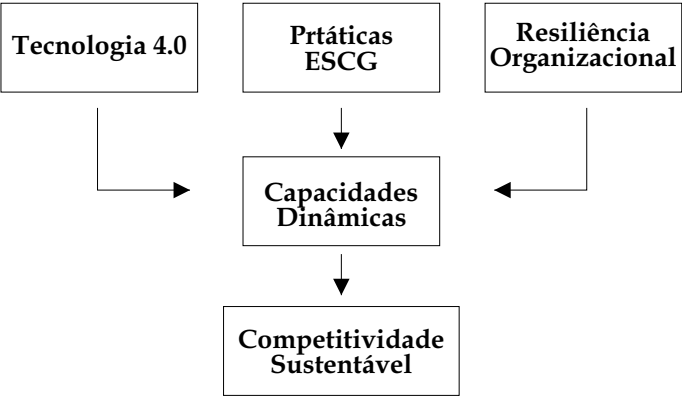 Tecnologia 4.0
Prtáticas
ESCG
Resiliência
Organizacional
Capacidades
Dinâmicas
Competitividade
Sustentável